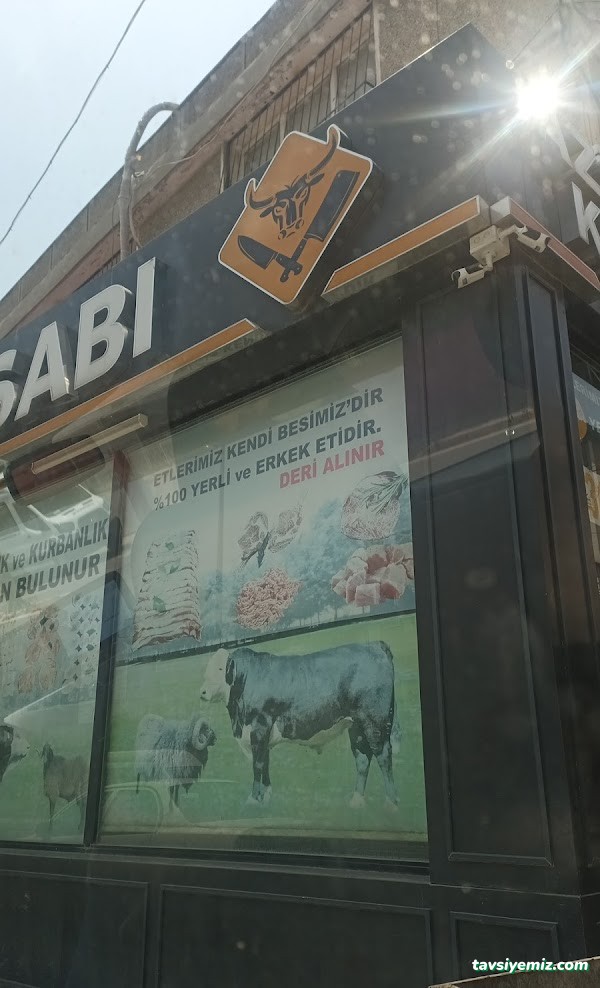 SABI
ETLERİMİZ KENDİ BESİMİZ'DİR
%100 YERLİ ve ERKEK ETİDİR.
DERİ ALINIR
K ve KURBANLIK
N BULUNUR
tavsiyemiz.com